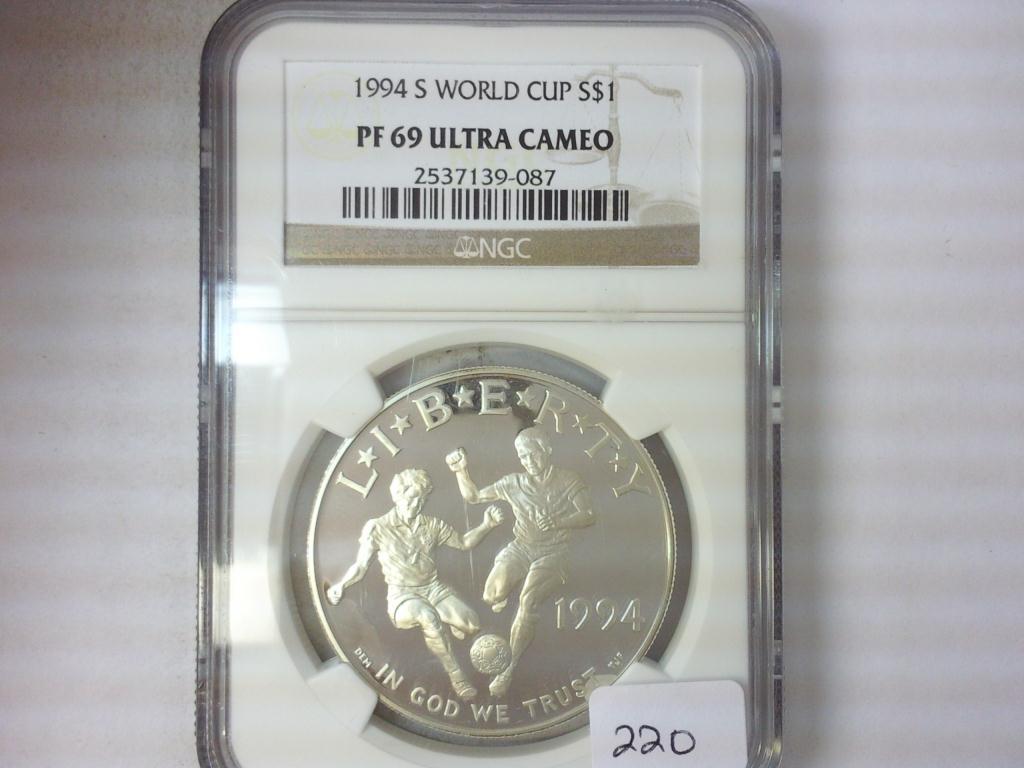 1994 S WORLD CUP S$1
PF 69 ULTRA CAMEO
2537139-087
NGC
L★I★B★E★R★T★Y
1994
IN GOD WE TRUST
220